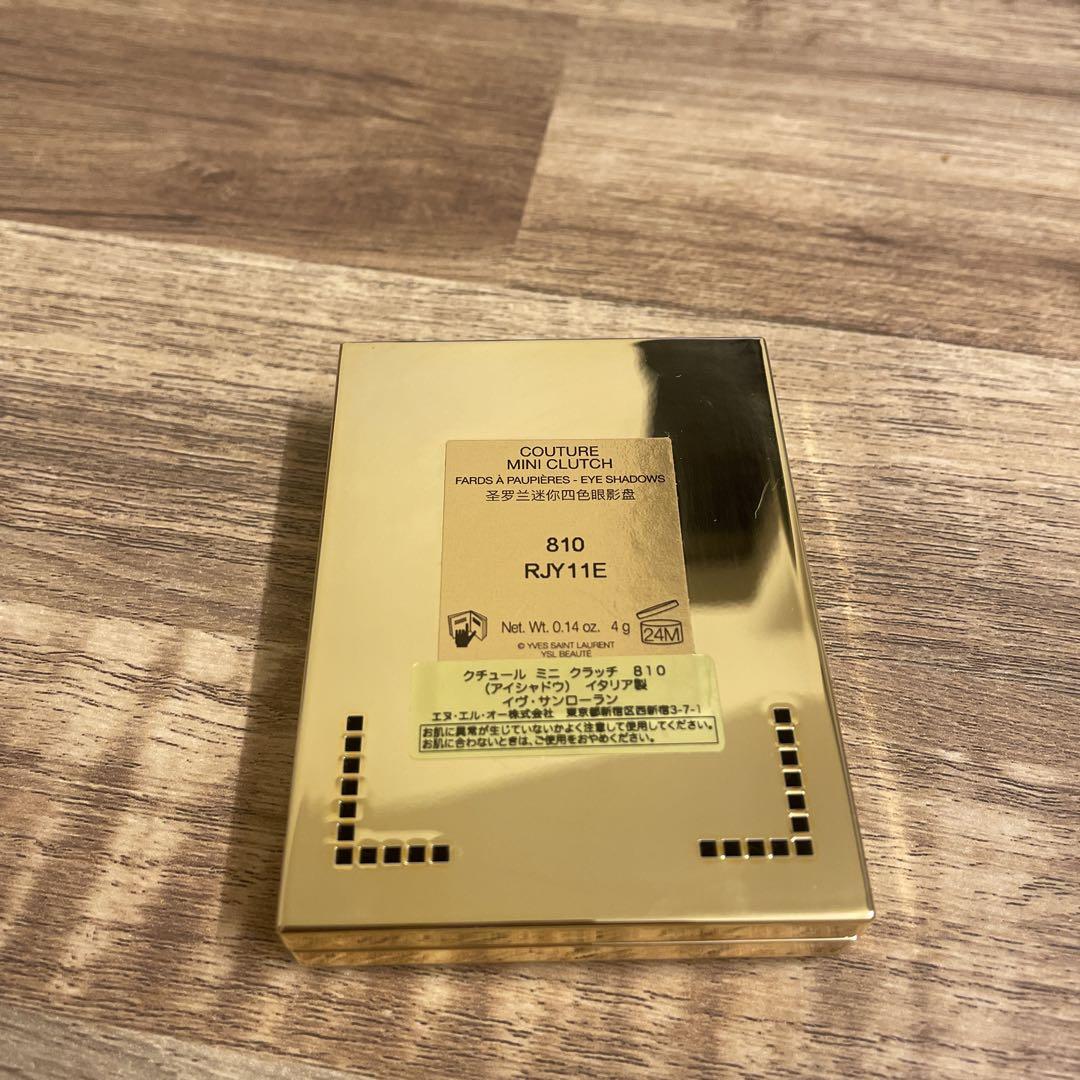 COUTURE
MINI CLUTCH
FARDS À PAUPIÈRES - EYE SHADOWS
圣罗兰迷你四色眼影盘
810
RJY11E
Net. Wt. 0.14 oz. 4 g
24M
© YVES SAINT LAURENT
YSL BEAUTÉ
クチュール ミニ クラッチ 810
(アイシャドウ) イタリア製
イヴ・サンローラン
エヌ・エル・オー株式会社 東京都新宿区西新宿3-7-1
お肌に異常が生じていないかよく注意して使用してください。
お肌に合わないときは、ご使用をおやめください。